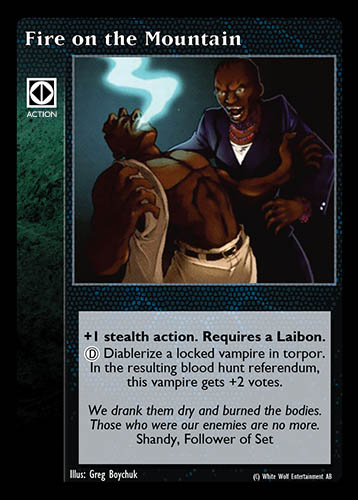 Fire on the Mountain
ACTION
+1 stealth action. Requires a Laibon.
Ⓓ Diablerize a locked vampire in torpor.
In the resulting blood hunt referendum,
this vampire gets +2 votes.
We drank them dry and burned the bodies.
Those who were our enemies are no more.
Shandy, Follower of Set
Illus: Greg Boychuk
(C) White Wolf Entertainment AB